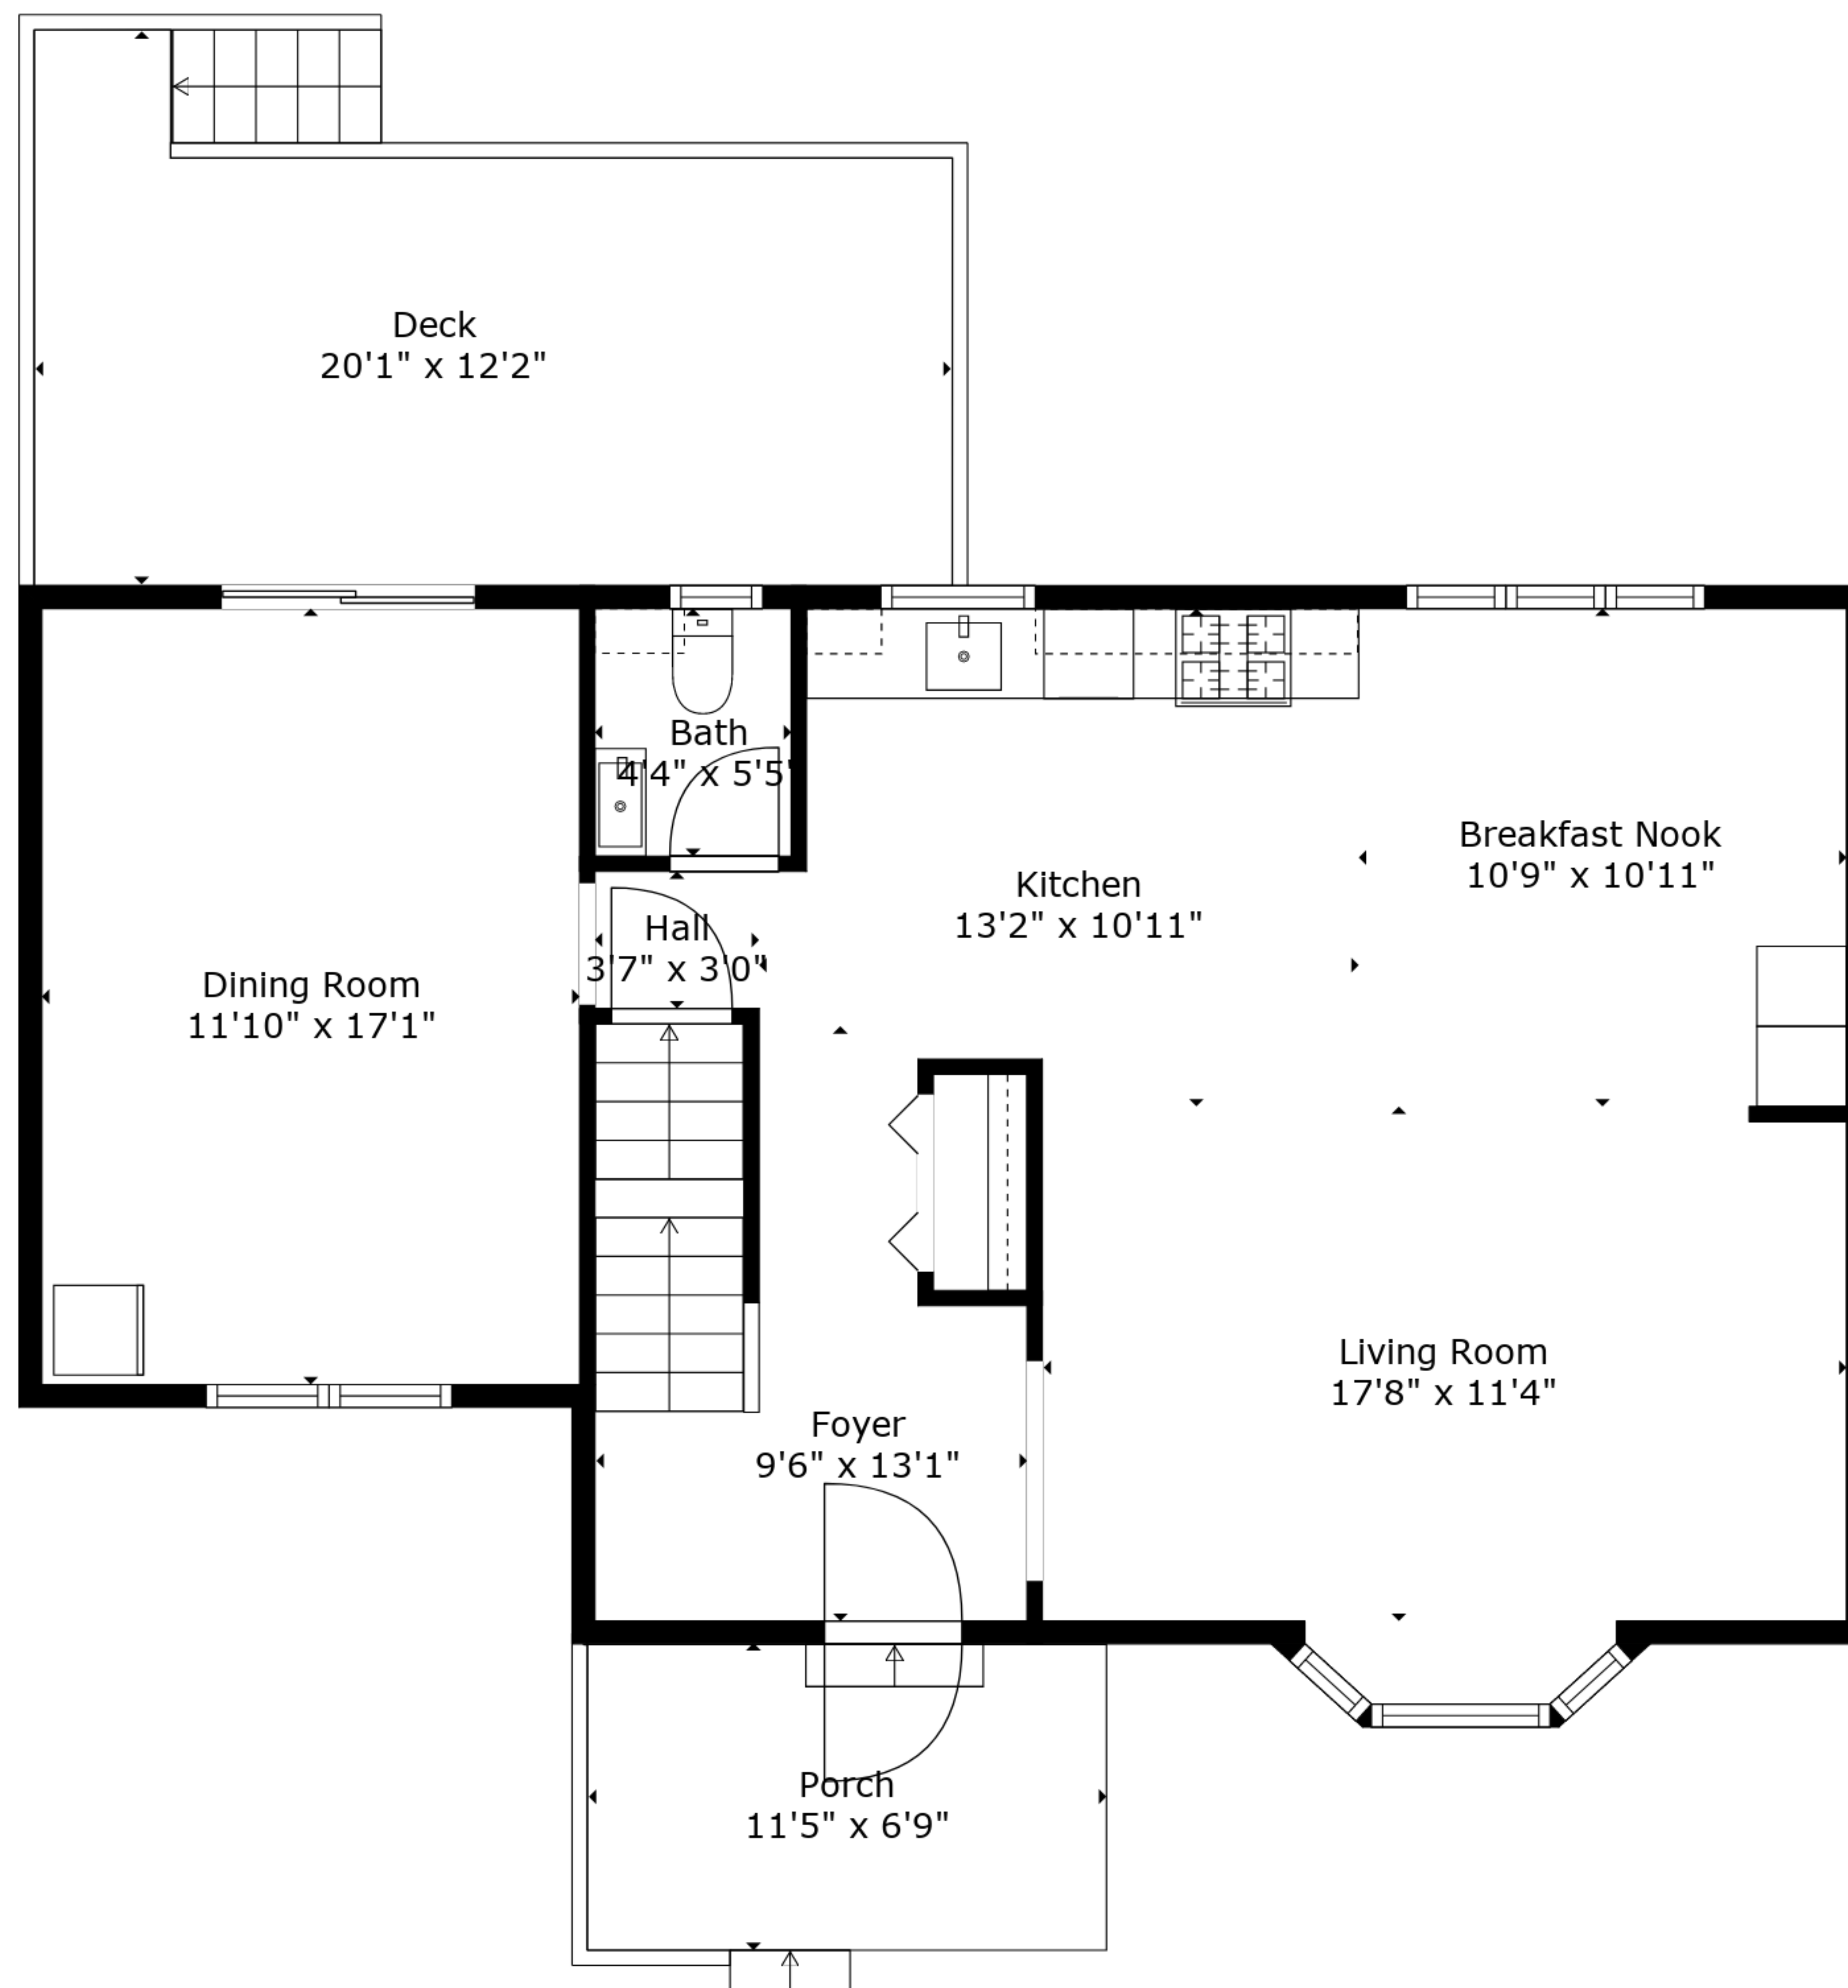 Deck
20'1" x 12'2"
Bath
4'4" x 5'5"
Breakfast Nook
10'9" x 10'11"
Kitchen
13'2" x 10'11"
Hall
3'7" x 3'0"
Dining Room
11'10" x 17'1"
Living Room
17'8" x 11'4"
Foyer
9'6" x 13'1"
Porch
11'5" x 6'9"